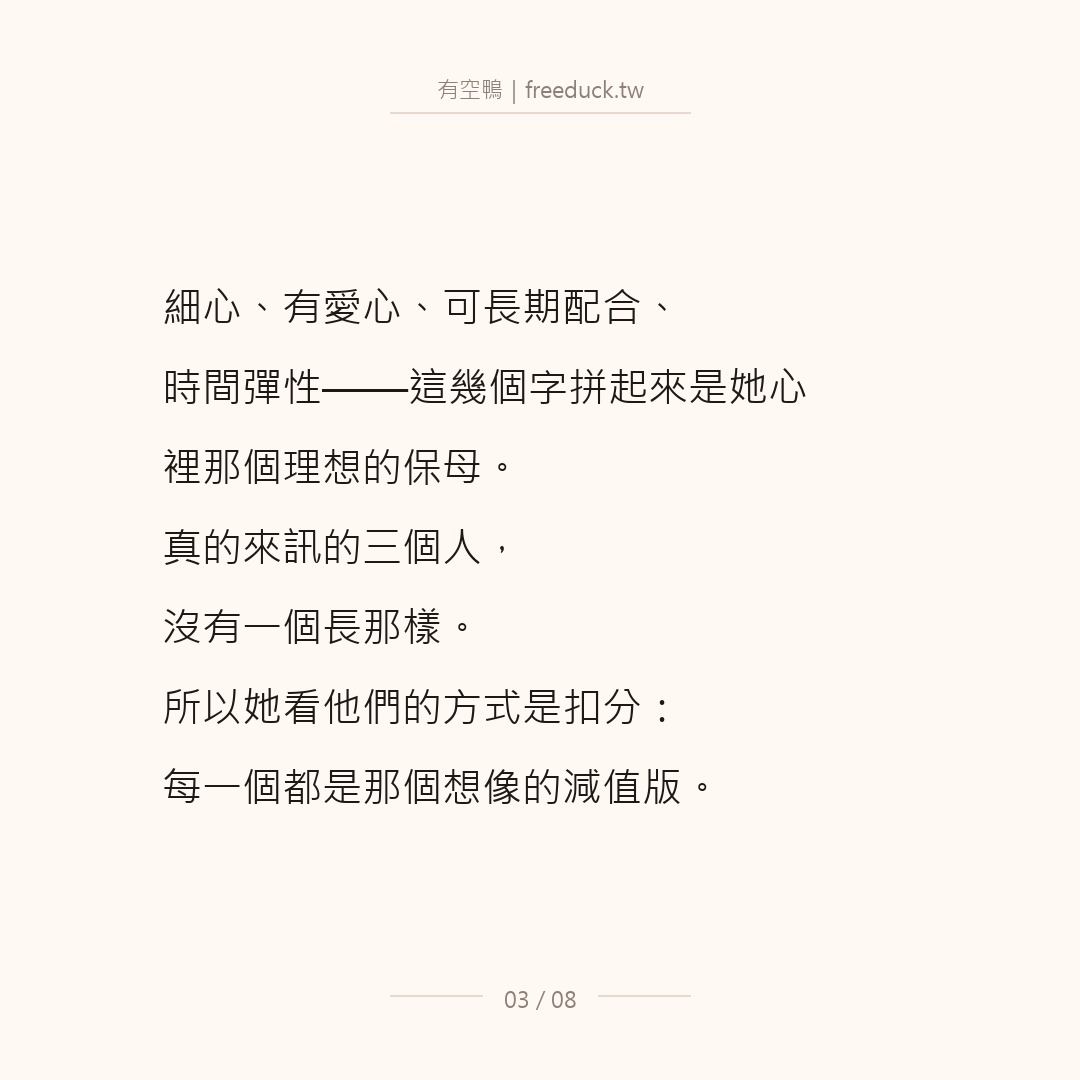 有空鴨｜freeduck.tw
細心、有愛心、可長期配合、
時間彈性——這幾個字拼起來是她心
裡那個理想的保母。
真的來訊的三個人，
沒有一個長那樣。
所以她看他們的方式是扣分：
每一個都是那個想像的減值版。
03 / 08